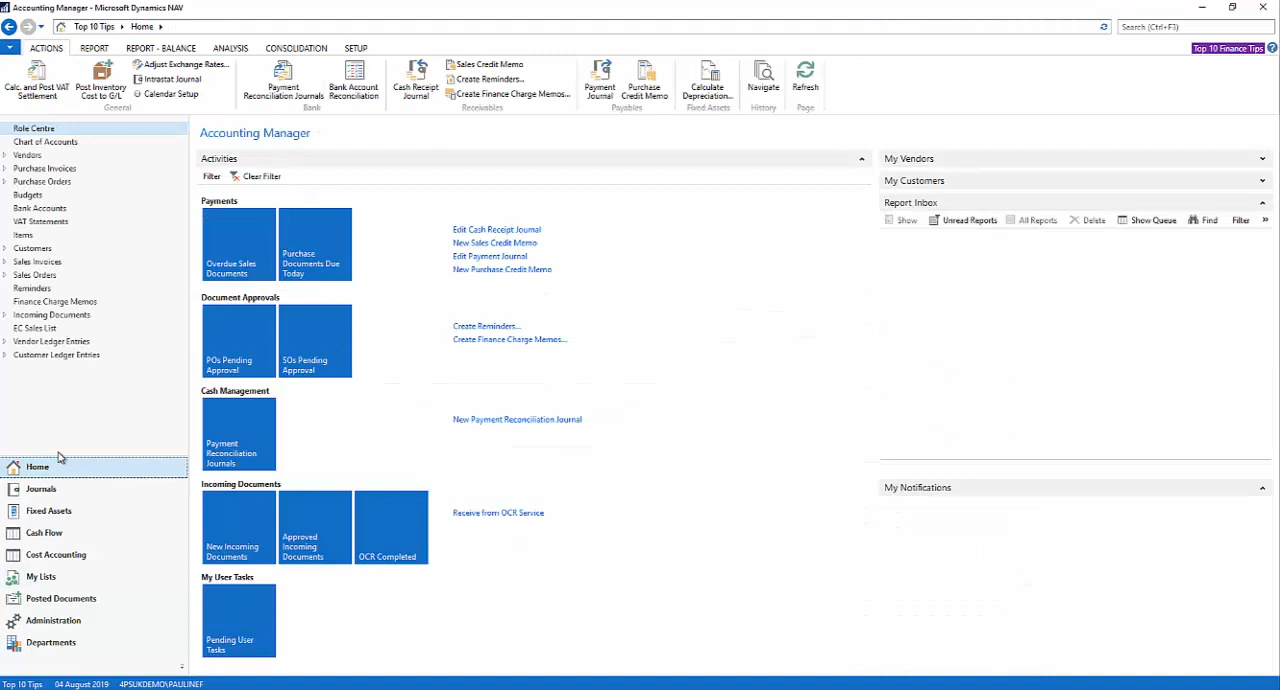 Accounting Manager - Microsoft Dynamics NAV
Top 10 Tips Home
Search (Ctrl+F3)
ACTIONS REPORT REPORT - BALANCE ANALYSIS CONSOLIDATION SETUP
Top 10 Finance Tips
Calc. and Post VAT Settlement
Post Inventory Cost to G/L
Adjust Exchange Rates...
Intrastat Journal
Calendar Setup
General
Payment Reconciliation Journals
Bank Account Reconciliation
Bank
Cash Receipt Journal
Sales Credit Memo
Create Reminders...
Create Finance Charge Memos...
Receivables
Payment Journal
Purchase Credit Memo
Payables
Calculate Depreciation...
Fixed Assets
Navigate
History
Refresh
Page
Role Centre
Chart of Accounts
Vendors
Purchase Invoices
Purchase Orders
Budgets
Bank Accounts
VAT Statements
Items
Customers
Sales Invoices
Sales Orders
Reminders
Finance Charge Memos
Incoming Documents
EC Sales List
Vendor Ledger Entries
Customer Ledger Entries
Home
Journals
Fixed Assets
Cash Flow
Cost Accounting
My Lists
Posted Documents
Administration
Departments
Accounting Manager
Activities
Filter Clear Filter
Payments
Overdue Sales Documents
Purchase Documents Due Today
Edit Cash Receipt Journal
New Sales Credit Memo
Edit Payment Journal
New Purchase Credit Memo
Document Approvals
POs Pending Approval
SOs Pending Approval
Create Reminders...
Create Finance Charge Memos...
Cash Management
Payment Reconciliation Journals
New Payment Reconciliation Journal
Incoming Documents
New Incoming Documents
Approved Incoming Documents
OCR Completed
Receive from OCR Service
My User Tasks
Pending User Tasks
My Vendors
My Customers
Report Inbox
Show Unread Reports All Reports Delete Show Queue Find Filter
My Notifications
Top 10 Tips 04 August 2019 4PSUKDEMO\PAULINEF